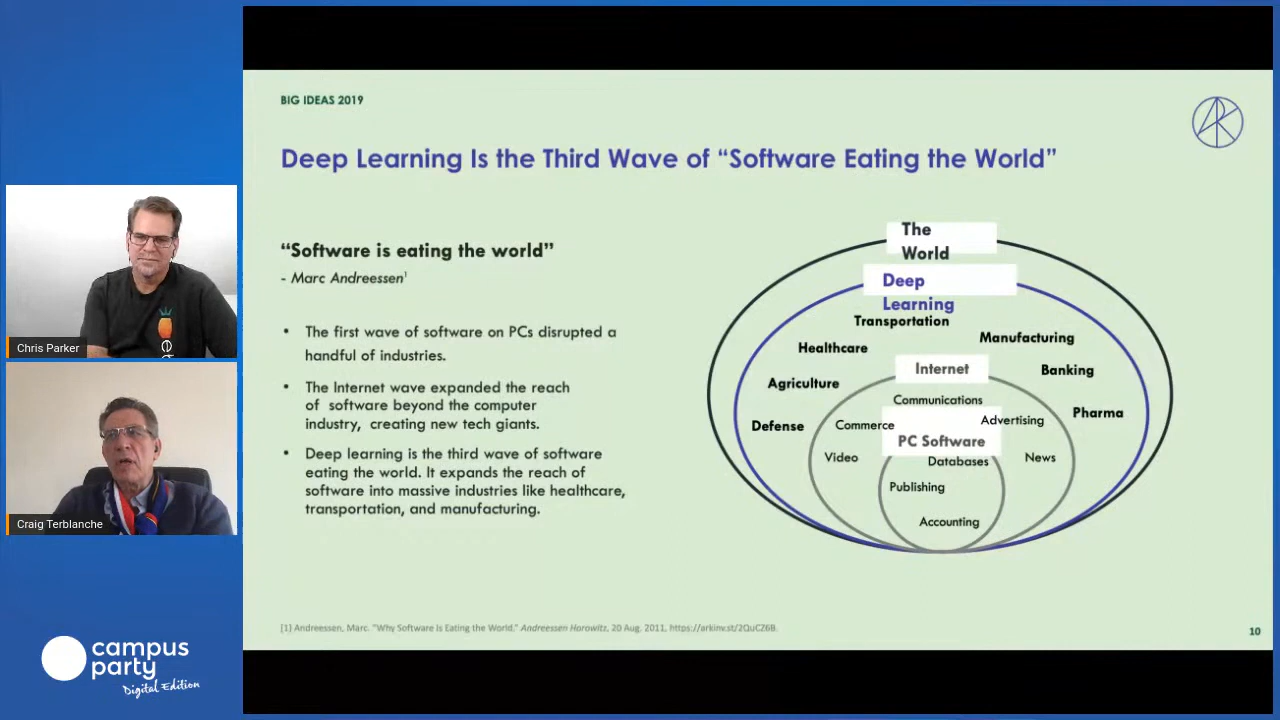 BIG IDEAS 2019
Deep Learning Is the Third Wave of “Software Eating the World”
“Software is eating the world”
- Marc Andreessen1
• The first wave of software on PCs disrupted a
handful of industries.
• The Internet wave expanded the reach
of software beyond the computer
industry, creating new tech giants.
• Deep learning is the third wave of software
eating the world. It expands the reach of
software into massive industries like healthcare,
transportation, and manufacturing.
The
World
Deep
Learning
Transportation
Healthcare
Manufacturing
Agriculture
Internet
Banking
Defense
Communications
Commerce
Advertising
Pharma
PC Software
Video
Databases
News
Publishing
Accounting
[1] Andreessen, Marc. "Why Software Is Eating the World." Andreessen Horowitz, 20 Aug. 2011, https://arkinv.st/2QuCZ6B.
10
Chris Parker
Craig Terblanche
campus
party
Digital Edition